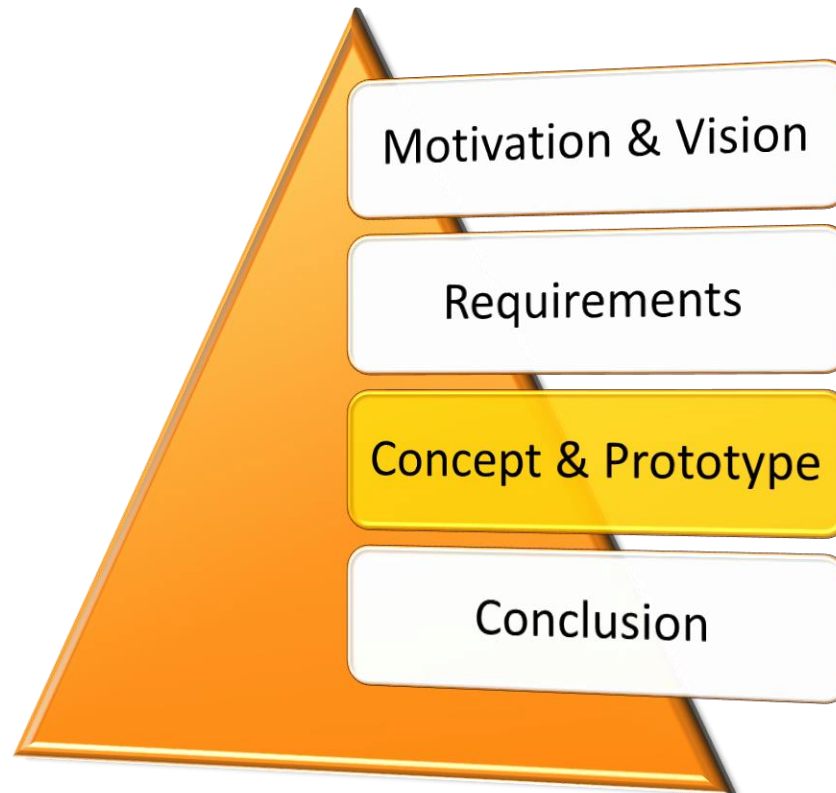 Motivation & Vision
Requirements
Concept & Prototype
Conclusion